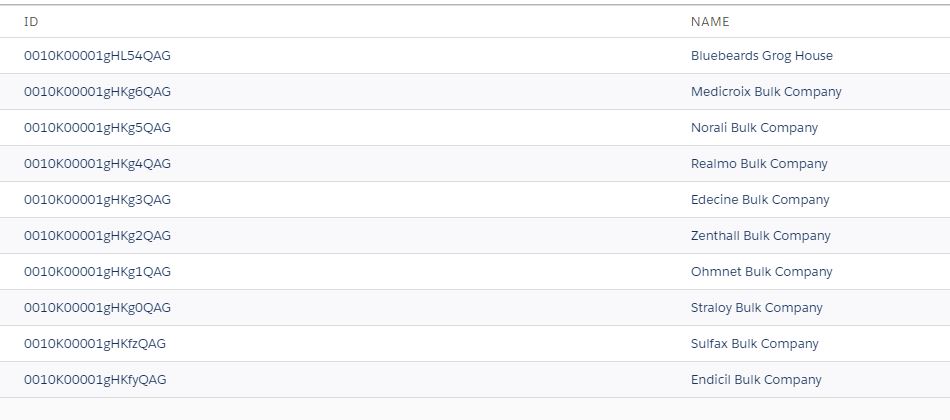 ID NAME
0010K00001gHL54QAG Bluebeards Grog House
0010K00001gHKg6QAG Medicroix Bulk Company
0010K00001gHKg5QAG Norali Bulk Company
0010K00001gHKg4QAG Realmo Bulk Company
0010K00001gHKg3QAG Edecine Bulk Company
0010K00001gHKg2QAG Zenthall Bulk Company
0010K00001gHKg1QAG Ohmnet Bulk Company
0010K00001gHKg0QAG Straloy Bulk Company
0010K00001gHKfzQAG Sulfax Bulk Company
0010K00001gHKfyQAG Endicil Bulk Company